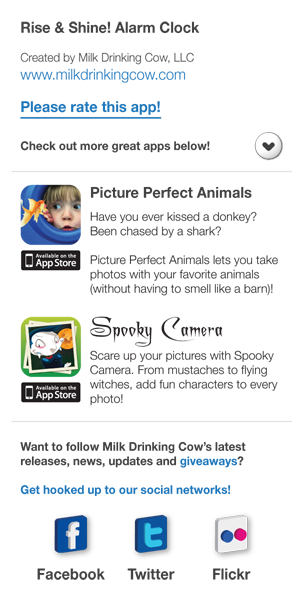 Rise & Shine! Alarm Clock
Created by Milk Drinking Cow, LLC
www.milkdrinkingcow.com
Please rate this app!
Check out more great apps below!
Picture Perfect Animals
Have you ever kissed a donkey?
Been chased by a shark?
Picture Perfect Animals lets you take
photos with your favorite animals
(without having to smell like a barn)!
Available on the
App Store
Spooky Camera
Scare up your pictures with Spooky
Camera. From mustaches to flying
witches, add fun characters to every
photo!
Available on the
App Store
Want to follow Milk Drinking Cow's latest
releases, news, updates and giveaways?
Get hooked up to our social networks!
f
t
Facebook
Twitter
Flickr